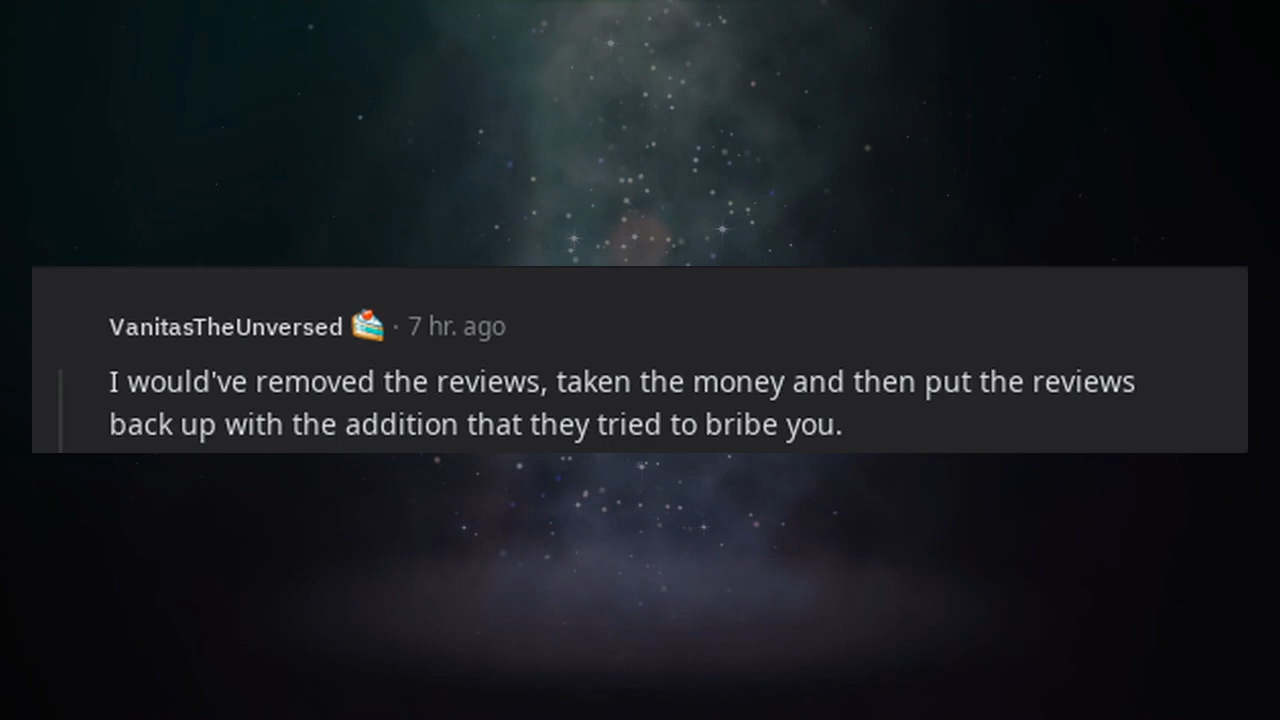 VanitasTheUnversed 🍰 · 7 hr. ago
I would've removed the reviews, taken the money and then put the reviews
back up with the addition that they tried to bribe you.